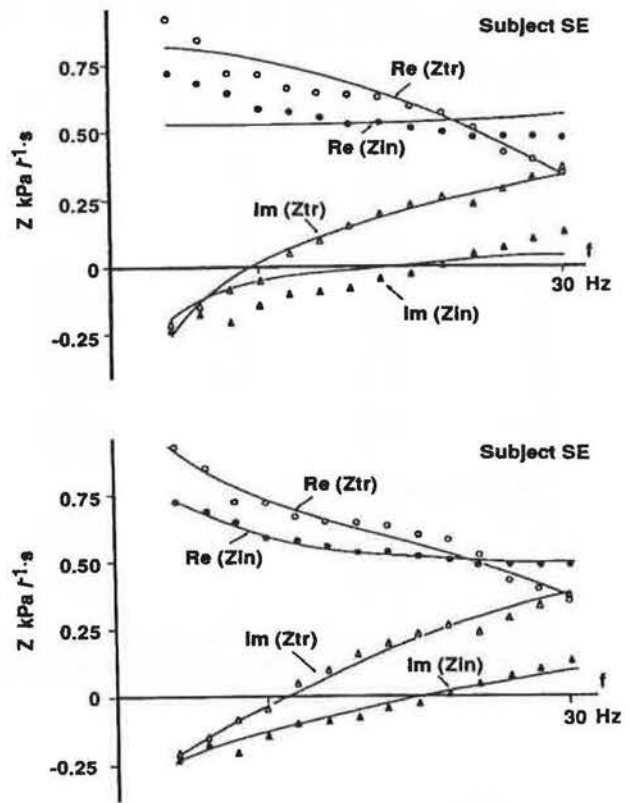 Subject SE
0.75
Re (Ztr)
0.50
Re (Zin)
Z kPa l⁻¹·s
0.25
Im (Ztr)
0
f
30 Hz
Im (Zin)
-0.25
Subject SE
0.75
Re (Ztr)
Re (Zin)
0.50
Z kPa l⁻¹·s
0.25
Im (Ztr)
Im (Zin)
0
f
30 Hz
-0.25